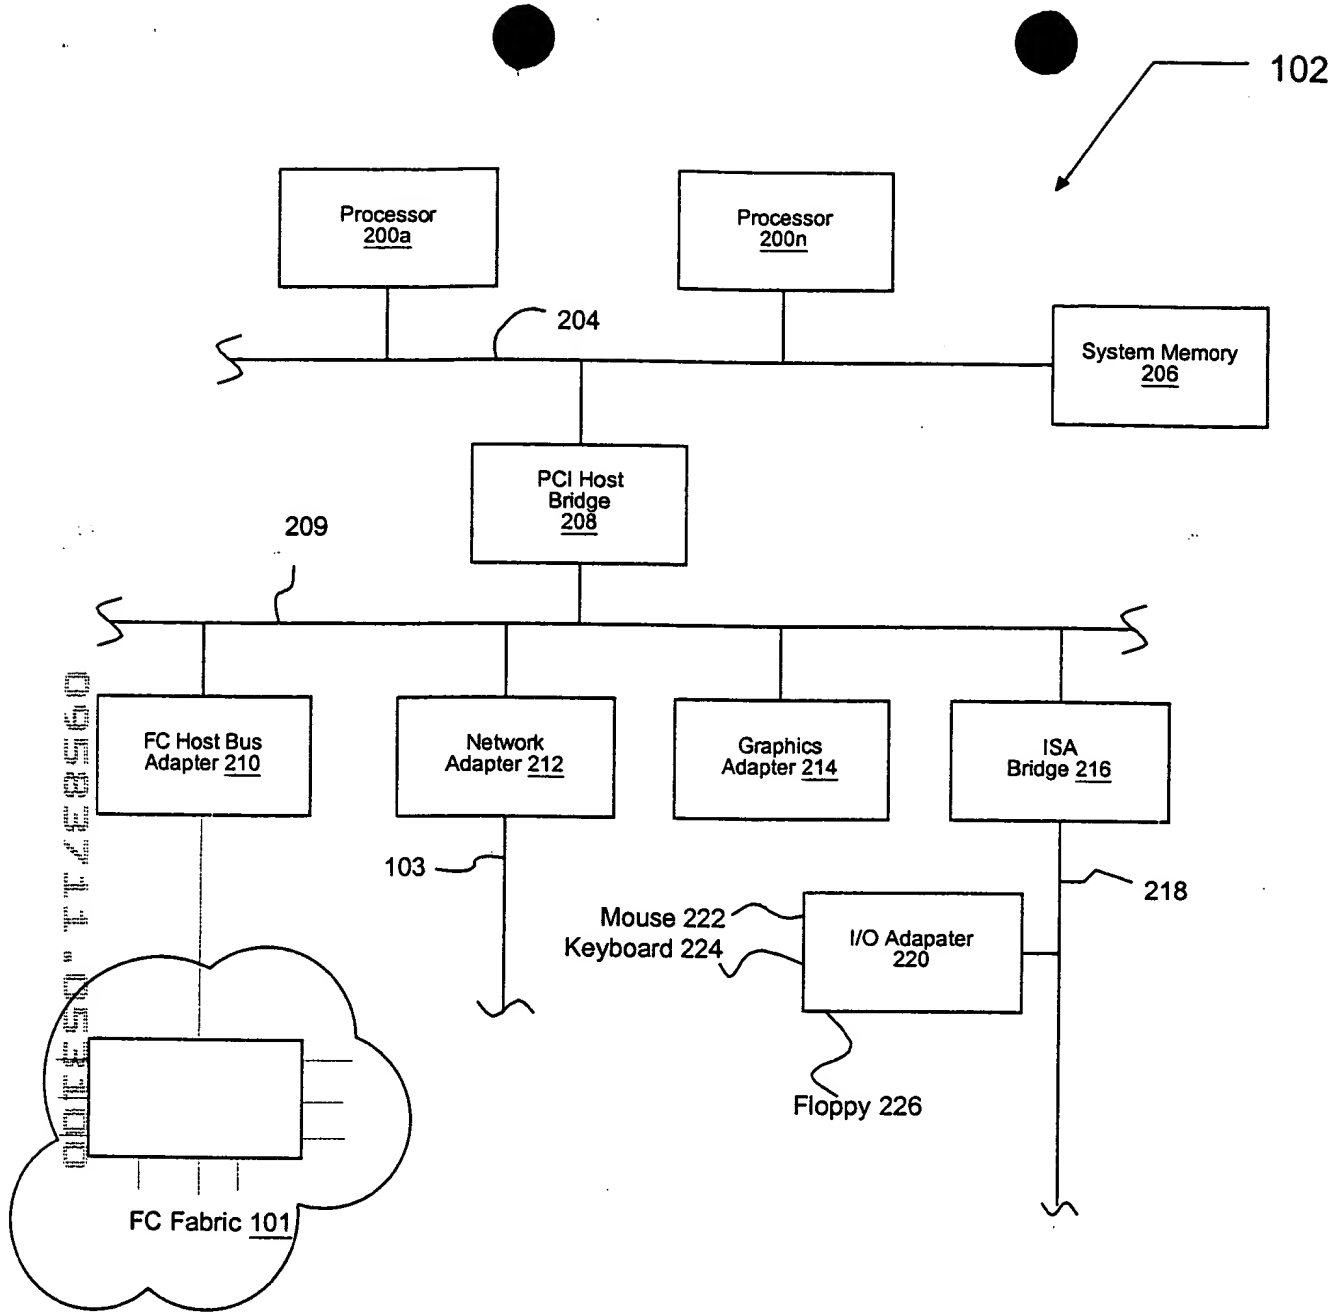 102
Processor
200a
Processor
200n
204
System Memory
206
PCI Host
Bridge
208
209
FC Host Bus
Adapter 210
Network
Adapter 212
Graphics
Adapter 214
ISA
Bridge 216
103
218
Mouse 222
Keyboard 224
I/O Adapater
220
Floppy 226
FC Fabric 101